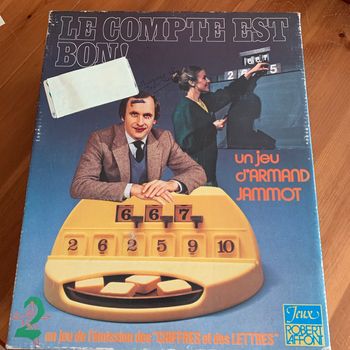 LE COMPTE EST
BON!
667
2 5
un jeu
d'ARMAND
JAMMOT
6 6 7
2 6 2 5 9 10
2
un jeu de l'émission des "CHIFFRES et des LETTRES"
Jeux
ROBERT
LAFFONT